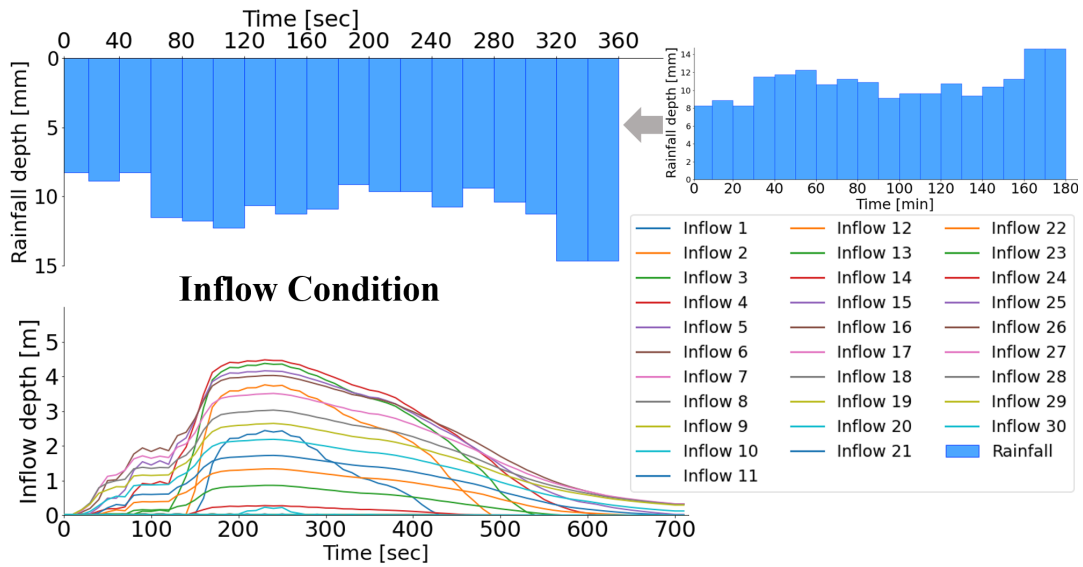 Time [sec]
0 40 80 120 160 200 240 280 320 360
Rainfall depth [mm]
0
5
10
15
Rainfall depth [mm]
14
12
10
8
6
4
2
0
0 20 40 60 80 100 120 140 160 180
Time [min]
Inflow Condition
Inflow depth [m]
5
4
3
2
1
0
0 100 200 300 400 500 600 700
Time [sec]
Inflow 1
Inflow 2
Inflow 3
Inflow 4
Inflow 5
Inflow 6
Inflow 7
Inflow 8
Inflow 9
Inflow 10
Inflow 11
Inflow 12
Inflow 13
Inflow 14
Inflow 15
Inflow 16
Inflow 17
Inflow 18
Inflow 19
Inflow 20
Inflow 21
Inflow 22
Inflow 23
Inflow 24
Inflow 25
Inflow 26
Inflow 27
Inflow 28
Inflow 29
Inflow 30
Rainfall